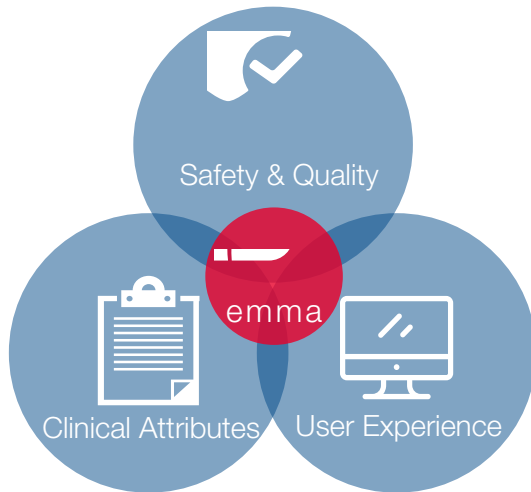 Safety & Quality
emma
Clinical Attributes
User Experience